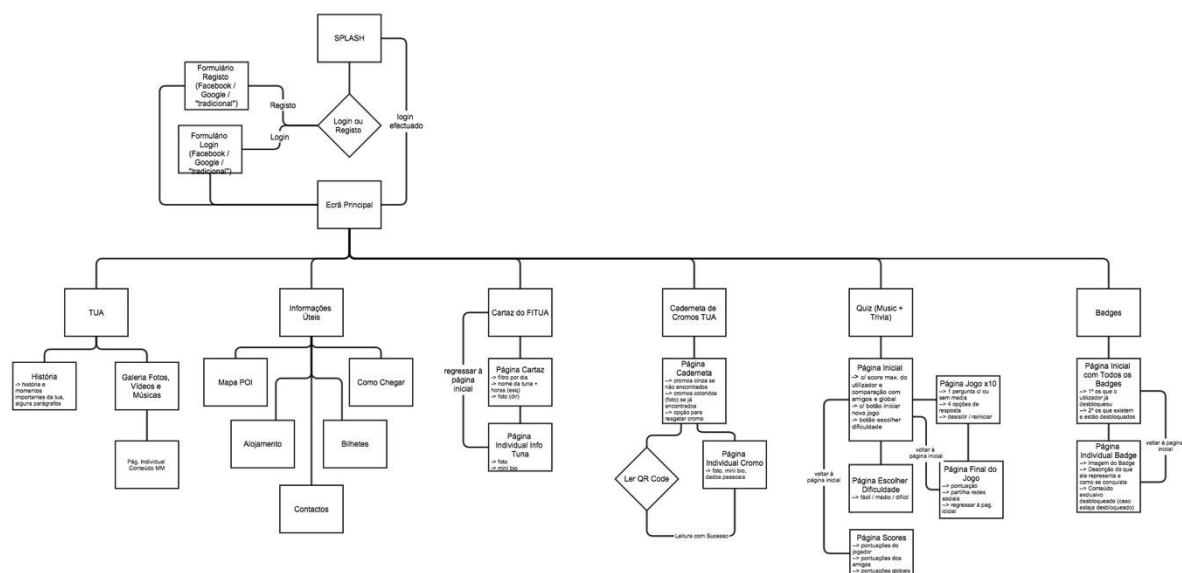 SPLASH
Formulário
Registo
(Facebook /
Google /
"tradicional")
Registo
Login ou
Registo
login
efectuado
Login
Formulário
Login
(Facebook /
Google /
"tradicional")
Ecrã Principal
TUA
Informações
Úteis
Cartaz do FITUA
Caderneta de
Cromos TUA
Quiz (Music +
Trivia)
Badges
História
-> história e
momentos
importantes da tua,
alguns parágrafos
Galeria Fotos,
Vídeos e
Músicas
Pág. Individual
Conteúdo MM
Mapa POI
Como Chegar
Alojamento
Bilhetes
Contactos
regressar à
página
inicial
Página Cartaz
-> filtro por dia
-> nome da tuna +
horas (esq)
-> foto (dir)
Página
Individual Info
Tuna
-> foto
-> mini bio
Página
Caderneta
--> cromos cinza se
não encontrados
--> cromos coloridos
(foto) se já
encontrados
--> opção para
resgatar cromo
Ler QR Code
Página
Individual Cromo
-> foto, mini bio,
dados pessoais
Leitura com Sucesso
Página Inicial
--> c/ score max. do
utilizador e
comparação com
amigos e global
-> c/ botão iniciar
novo jogo
-> botão escolher
dificuldade
Página Jogo x10
--> 1 pergunta c/ ou
sem media
--> 4 opções de
resposta
--> desistir / reiniciar
voltar
à página inicial
voltar à
página inicial
Página Escolher
Dificuldade
--> fácil / médio / difícil
Página Final do
Jogo
--> pontuação
--> partilha redes
sociais
--> regressar à pag.
icicial
Página Scores
--> pontuações do
jogador
--> pontuações dos
amigos
--> pontuações globais
Página Inicial
com Todos os
Badges
--> 1º os que o
utilizador já
desbloqueou
--> 2º os que existem
e estão desbloqueados
voltar à pagina
inicial
Página
Individual Badge
--> Imagem do Badge
--> Descrição do que
ele representa e
como se conquista
--> Conteúdo
exclusivo
desbloqueado (caso
esteja desbloqueado)